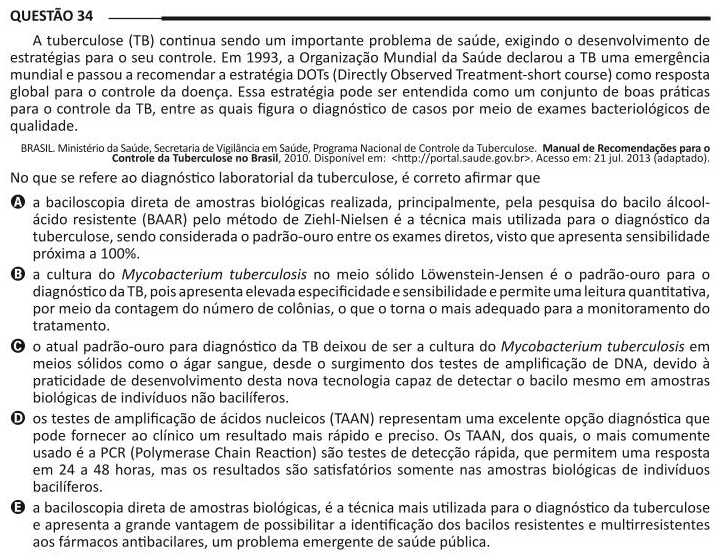 QUESTÃO 34
A tuberculose (TB) continua sendo um importante problema de saúde, exigindo o desenvolvimento de
estratégias para o seu controle. Em 1993, a Organização Mundial da Saúde declarou a TB uma emergência
mundial e passou a recomendar a estratégia DOTs (Directly Observed Treatment-short course) como resposta
global para o controle da doença. Essa estratégia pode ser entendida como um conjunto de boas práticas
para o controle da TB, entre as quais figura o diagnóstico de casos por meio de exames bacteriológicos de
qualidade.
BRASIL. Ministério da Saúde, Secretaria de Vigilância em Saúde, Programa Nacional de Controle da Tuberculose. Manual de Recomendações para o
Controle da Tuberculose no Brasil, 2010. Disponível em: <http://portal.saude.gov.br>. Acesso em: 21 jul. 2013 (adaptado).
No que se refere ao diagnóstico laboratorial da tuberculose, é correto afirmar que
A a baciloscopia direta de amostras biológicas realizada, principalmente, pela pesquisa do bacilo álcool-
ácido resistente (BAAR) pelo método de Ziehl-Nielsen é a técnica mais utilizada para o diagnóstico da
tuberculose, sendo considerada o padrão-ouro entre os exames diretos, visto que apresenta sensibilidade
próxima a 100%.
B a cultura do Mycobacterium tuberculosis no meio sólido Löwenstein-Jensen é o padrão-ouro para o
diagnóstico da TB, pois apresenta elevada especificidade e sensibilidade e permite uma leitura quantitativa,
por meio da contagem do número de colônias, o que o torna o mais adequado para a monitoramento do
tratamento.
C o atual padrão-ouro para diagnóstico da TB deixou de ser a cultura do Mycobacterium tuberculosis em
meios sólidos como o ágar sangue, desde o surgimento dos testes de amplificação de DNA, devido à
praticidade de desenvolvimento desta nova tecnologia capaz de detectar o bacilo mesmo em amostras
biológicas de indivíduos não bacilíferos.
D os testes de amplificação de ácidos nucleicos (TAAN) representam uma excelente opção diagnóstica que
pode fornecer ao clínico um resultado mais rápido e preciso. Os TAAN, dos quais, o mais comumente
usado é a PCR (Polymerase Chain Reaction) são testes de detecção rápida, que permitem uma resposta
em 24 a 48 horas, mas os resultados são satisfatórios somente nas amostras biológicas de indivíduos
bacilíferos.
E a baciloscopia direta de amostras biológicas, é a técnica mais utilizada para o diagnóstico da tuberculose
e apresenta a grande vantagem de possibilitar a identificação dos bacilos resistentes e multirresistentes
aos fármacos antibacilares, um problema emergente de saúde pública.